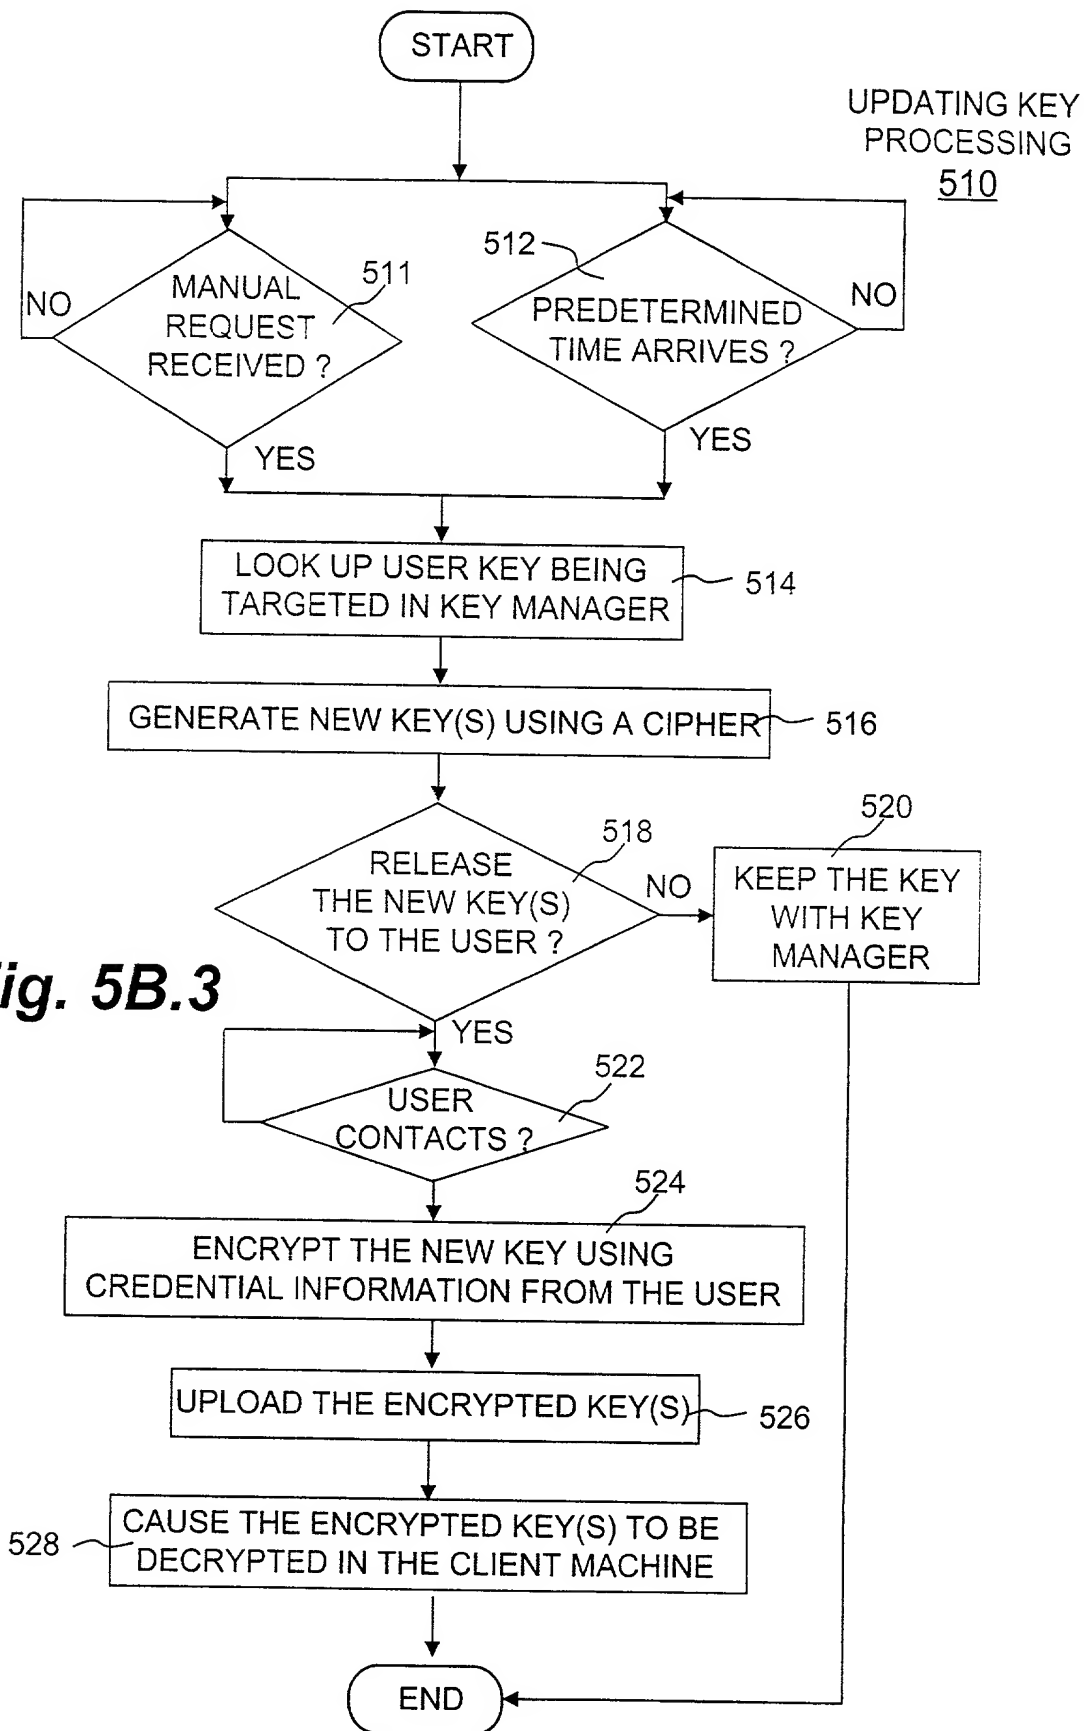 START
UPDATING KEY
PROCESSING
510
511
512
NO
MANUAL
REQUEST
RECEIVED ?
PREDETERMINED
TIME ARRIVES ?
NO
YES
YES
LOOK UP USER KEY BEING
TARGETED IN KEY MANAGER
514
GENERATE NEW KEY(S) USING A CIPHER
516
518
520
RELEASE
THE NEW KEY(S)
TO THE USER ?
NO
KEEP THE KEY
WITH KEY
MANAGER
ig. 5B.3
YES
522
USER
CONTACTS ?
524
ENCRYPT THE NEW KEY USING
CREDENTIAL INFORMATION FROM THE USER
UPLOAD THE ENCRYPTED KEY(S)
526
528
CAUSE THE ENCRYPTED KEY(S) TO BE
DECRYPTED IN THE CLIENT MACHINE
END